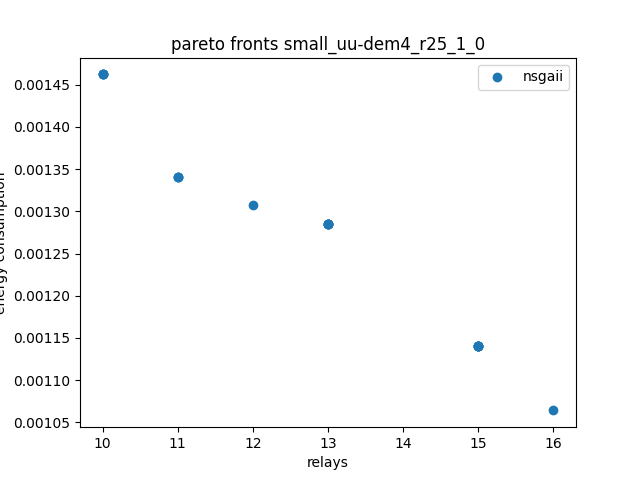 pareto fronts small_uu-dem4_r25_1_0
nsgaii
0.00145
0.00140
0.00135
0.00130
0.00125
0.00120
0.00115
0.00110
0.00105
energy consumption
10 11 12 13 14 15 16
relays